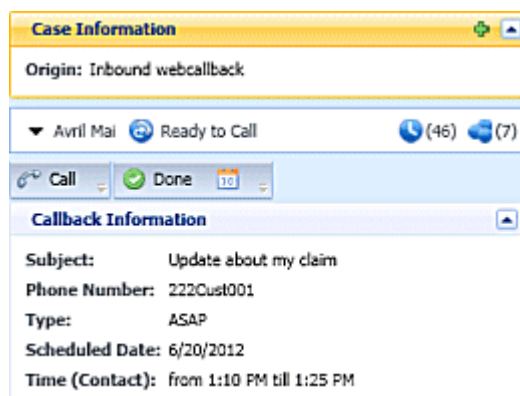 Case Information
Origin: Inbound webcallback
Avril Mai Ready to Call (46) (7)
Call Done 30
Callback Information
Subject: Update about my claim
Phone Number: 222Cust001
Type: ASAP
Scheduled Date: 6/20/2012
Time (Contact): from 1:10 PM till 1:25 PM